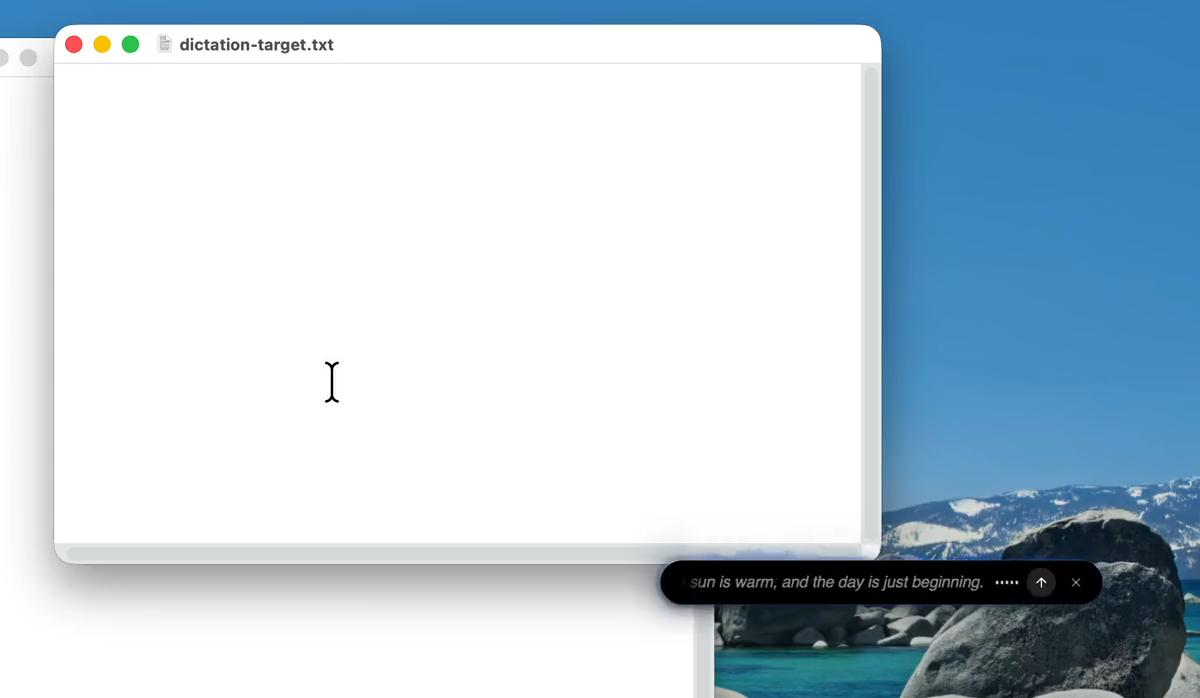 dictation-target.txt
sun is warm, and the day is just beginning.